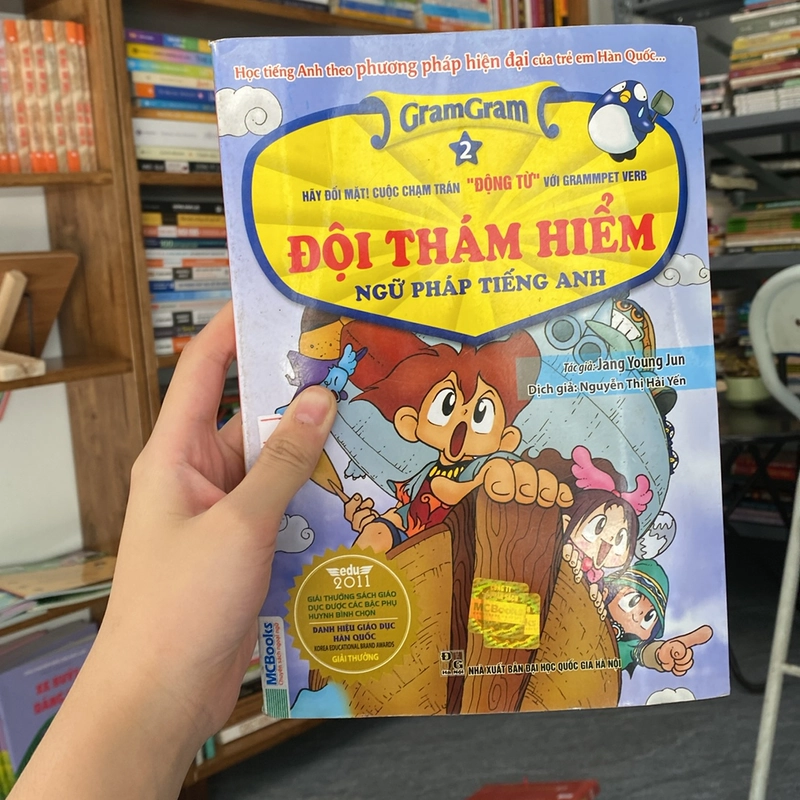 Học tiếng Anh theo phương pháp hiện đại của trẻ em Hàn Quốc...
GramGram
2
HÃY ĐỐI MẶT! CUỘC CHẠM TRÁN "ĐỘNG TỪ" VỚI GRAMMPET VERB
ĐỘI THÁM HIỂM
NGỮ PHÁP TIẾNG ANH
Tác giả: Jang Young Jun
Dịch giả: Nguyễn Thị Hải Yến
edu
2011
GIẢI THƯỞNG SÁCH GIÁO
DỤC ĐƯỢC CÁC BẬC PHỤ
HUYNH BÌNH CHỌN
DANH HIỆU GIÁO DỤC
HÀN QUỐC
KOREA EDUCATIONAL BRAND AWARDS
GIẢI THƯỞNG
MCBooks
MCBooks
NHÀ XUẤT BẢN ĐẠI HỌC QUỐC GIA HÀ NỘI